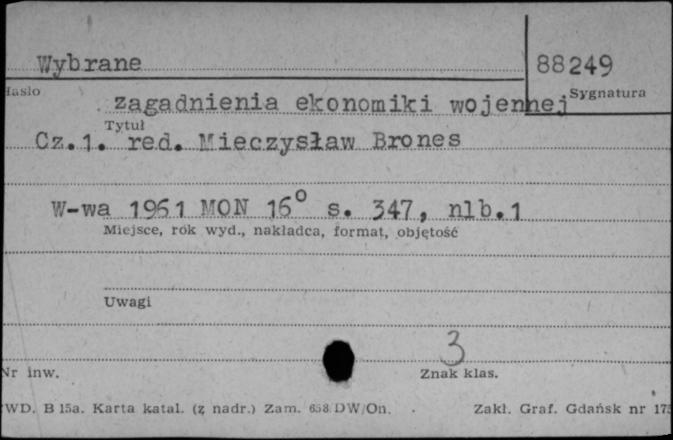 Wybrane 88249
Hasło Sygnatura
zagadnienia ekonomiki wojennej
Tytuł
Cz.1. red. Mieczysław Brones
W-wa 1961 MON 16° s. 347, nlb.1
Miejsce, rok wyd., nakładca, format, objętość
Uwagi
3
Nr inw. Znak klas.
WD. B 15a. Karta katal. (z nadr.) Zam. 658/DW/On. Zakł. Graf. Gdańsk nr